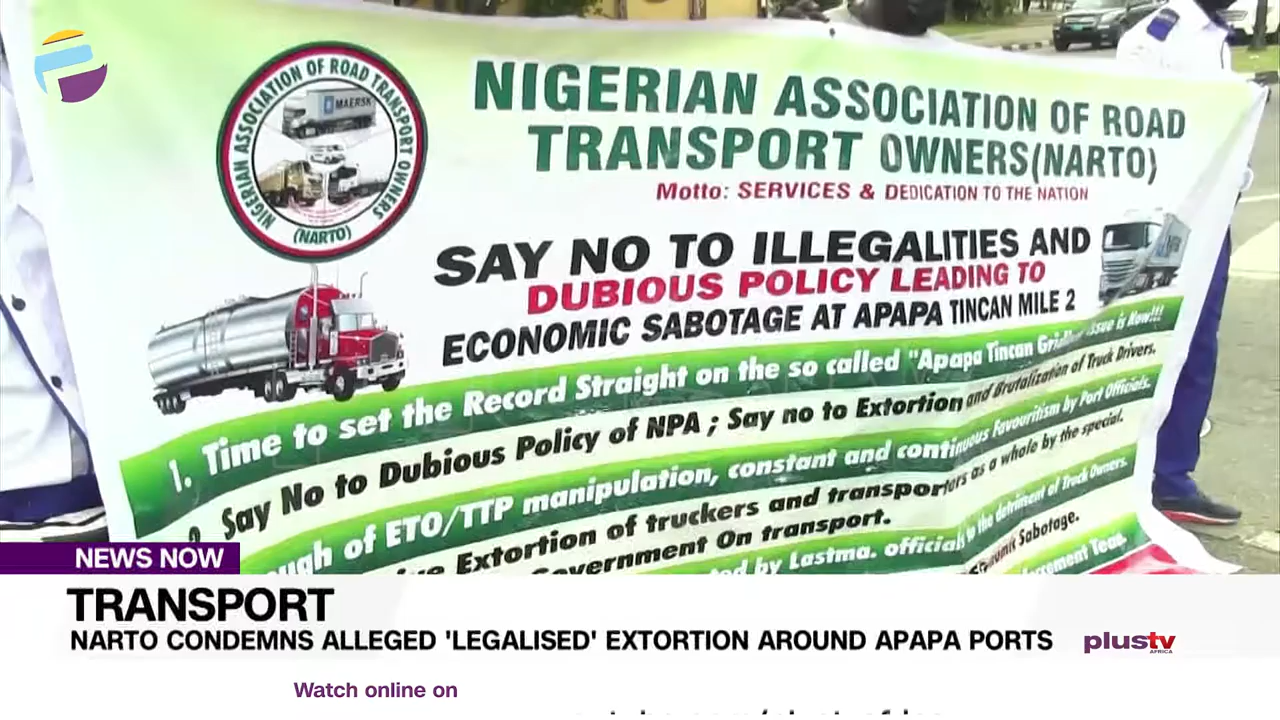 NIGERIAN ASSOCIATION OF ROAD TRANSPORT OWNERS
(NARTO)
MAERSK
NIGERIAN ASSOCIATION OF ROAD
TRANSPORT OWNERS(NARTO)
Motto: SERVICES & DEDICATION TO THE NATION
SAY NO TO ILLEGALITIES AND
DUBIOUS POLICY LEADING TO
ECONOMIC SABOTAGE AT APAPA TINCAN MILE 2
1. Time to set the Record Straight on the so called "Apapa Tincan issue is Now!!!
Say No to Dubious Policy of NPA ; Say no to Extortion and Brutalization of Truck Drivers.
of ETO/TTP manipulation, constant and continuous Favouritism by Port Officials.
Extortion of truckers and transporters as a whole by the special.
On transport.
by Lastma. officials to the detriment of Truck Owners.
Sabotage.
NEWS NOW
TRANSPORT
NARTO CONDEMNS ALLEGED 'LEGALISED' EXTORTION AROUND APAPA PORTS
plustv
AFRICA
Watch online on